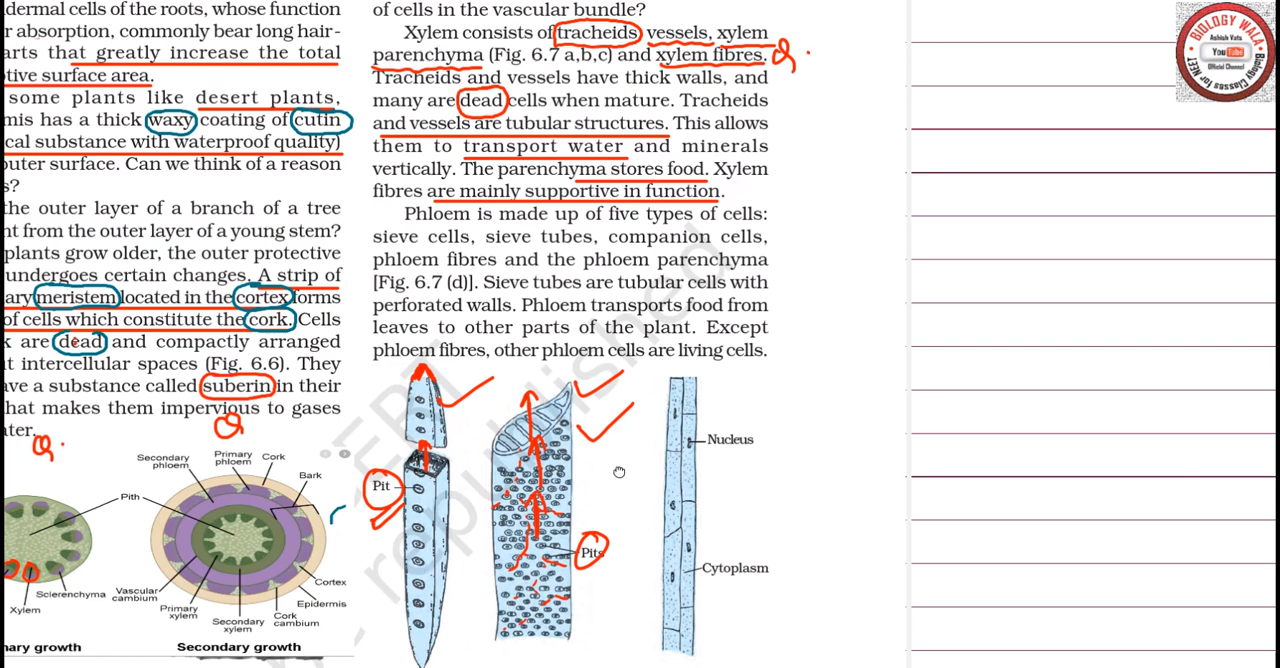 dermal cells of the roots, whose function
r absorption, commonly bear long hair-
arts that greatly increase the total
tive surface area.
some plants like desert plants,
mis has a thick waxy coating of cutin
cal substance with waterproof quality)
outer surface. Can we think of a reason
s?
the outer layer of a branch of a tree
nt from the outer layer of a young stem?
plants grow older, the outer protective
undergoes certain changes. A strip of
ary meristem located in the cortex forms
of cells which constitute the cork. Cells
k are dead and compactly arranged
t intercellular spaces (Fig. 6.6). They
ave a substance called suberin in their
hat makes them impervious to gases
ater.
Q.
Q
Secondary phloem
Primary phloem
Cork
Bark
Pith
Xylem
Sclerenchyma
Vascular cambium
Primary xylem
Secondary xylem
Cork cambium
Epidermis
Cortex
nary growth
Secondary growth
of cells in the vascular bundle?
Xylem consists of tracheids, vessels, xylem
parenchyma (Fig. 6.7 a,b,c) and xylem fibres. Q.
Tracheids and vessels have thick walls, and
many are dead cells when mature. Tracheids
and vessels are tubular structures. This allows
them to transport water and minerals
vertically. The parenchyma stores food. Xylem
fibres are mainly supportive in function.
Phloem is made up of five types of cells:
sieve cells, sieve tubes, companion cells,
phloem fibres and the phloem parenchyma
[Fig. 6.7 (d)]. Sieve tubes are tubular cells with
perforated walls. Phloem transports food from
leaves to other parts of the plant. Except
phloem fibres, other phloem cells are living cells.
Pit
Pits
Nucleus
Cytoplasm
republished
BIOLOGY WALA
Ashish Vats
You Tube
Official Channel
Biology Classes for NEET